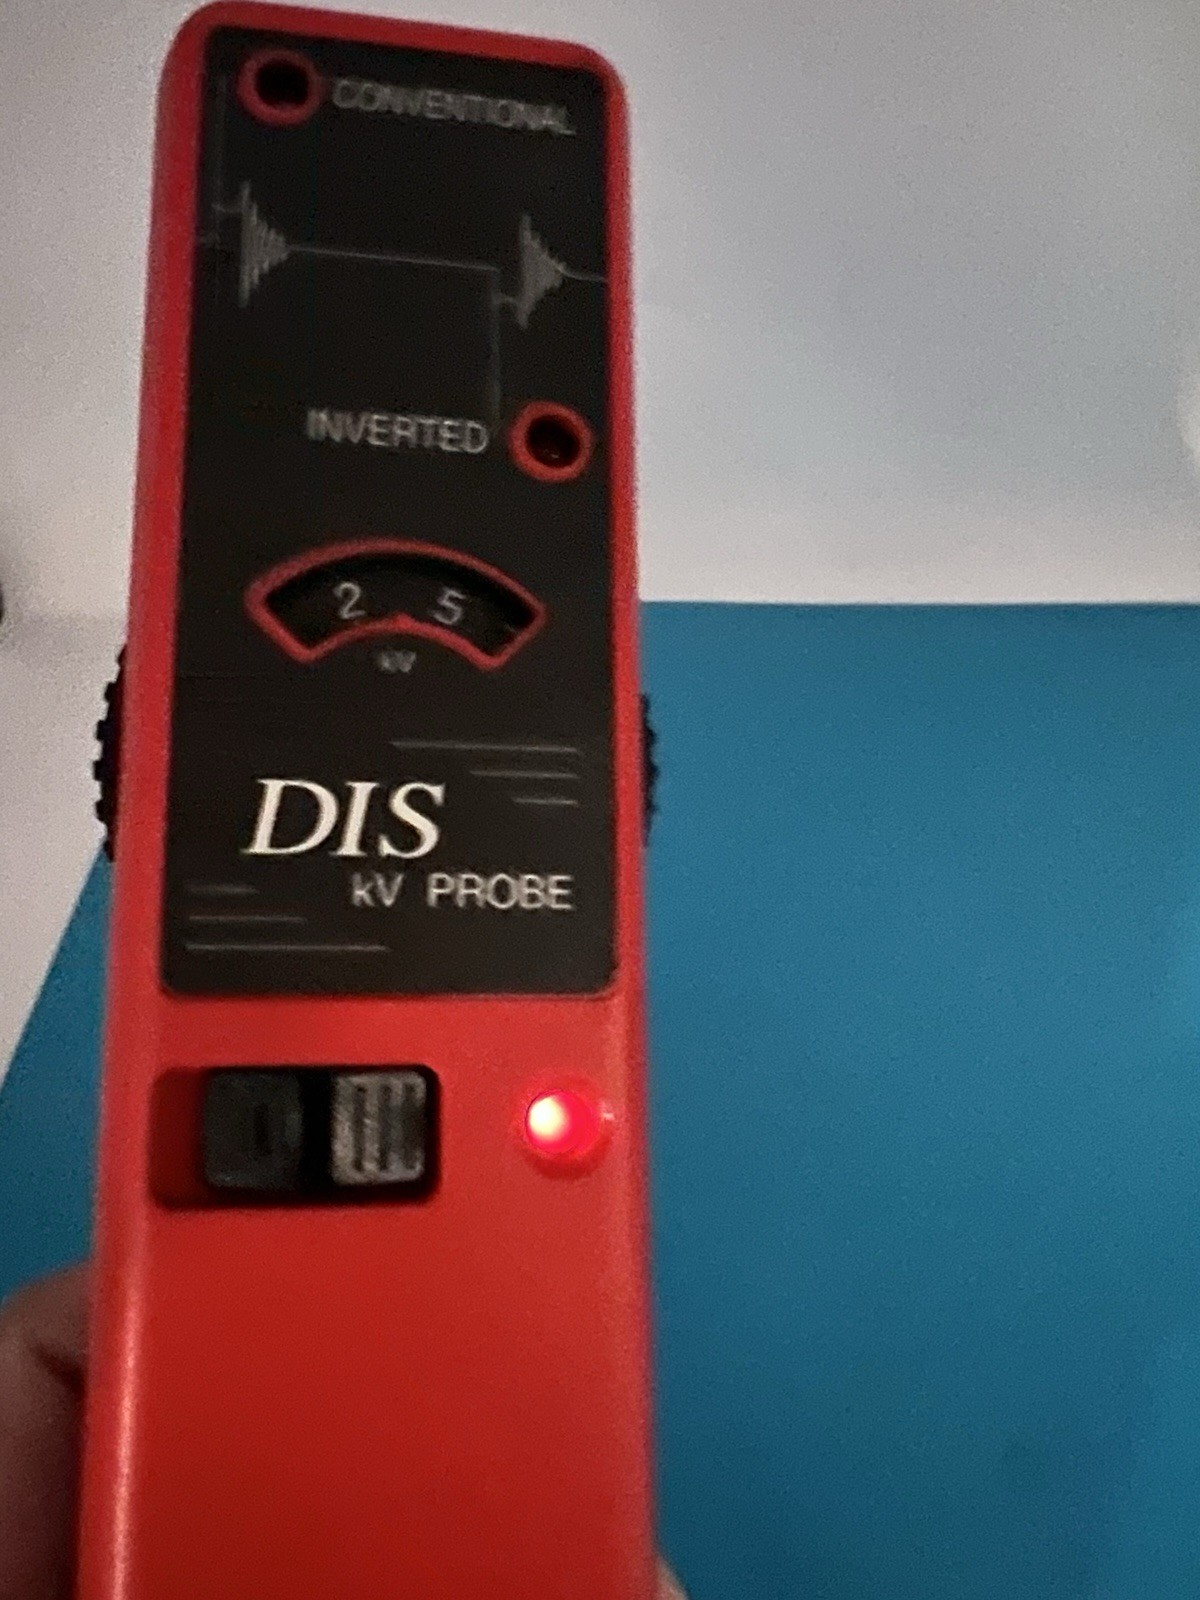 CONVENTIONAL
INVERTED
2 5
kV
DIS
kV PROBE